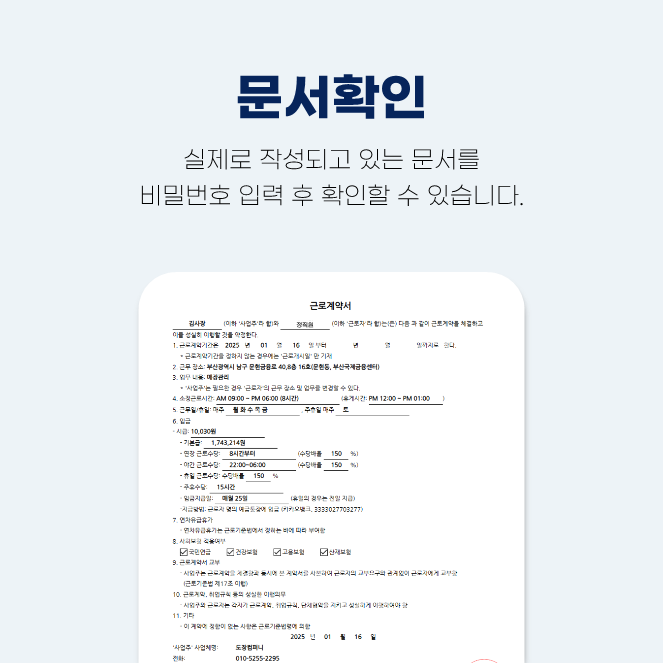 문서확인
실제로 작성되고 있는 문서를
비밀번호 입력 후 확인할 수 있습니다.
근로계약서
김사장 (이하 '사업주'라 함)와 정직원 (이하 '근로자'라 함)는(은) 다음 과 같이 근로계약을 체결하고
이를 성실히 이행할 것을 약정한다.
1. 근로계약기간은 2025 년 01 월 16 일 부터 년 월 일까지로 한다.
* 근로계약기간을 정하지 않는 경우에는 '근로개시일' 만 기재
2. 근무 장소: 부산광역시 남구 문현금융로 40,8층 16호(문현동, 부산국제금융센터)
3. 업무 내용: 매장관리
* '사업주'는 필요한 경우 '근로자'의 근무 장소 및 업무를 변경할 수 있다.
4. 소정근로시간: AM 09:00 ~ PM 06:00 (8시간) (휴게시간: PM 12:00 ~ PM 01:00 )
5. 근무일/휴일: 매주 월 화 수 목 금 , 주휴일 매주 토
6. 임금
- 시급: 10,030원
- 기본급: 1,743,214원
- 연장 근로수당: 8시간부터 (수당배율 150 %)
- 야간 근로수당: 22:00~06:00 (수당배율 150 %)
- 휴일 근로수당: 수당배율 150 %
- 주휴수당: 15시간
- 임금지급일: 매월 25일 (휴일의 경우는 전일 지급)
-지급방법: 근로자 명의 예금통장에 입금 (카카오뱅크, 3333027703277)
7. 연차유급휴가
- 연차유급휴가는 근로기준법에서 정하는 바에 따라 부여함
8. 사회보험 적용여부
국민연금 건강보험 고용보험 산재보험
9. 근로계약서 교부
- 사업주는 근로계약을 체결함과 동시에 본 계약서를 사본하여 근로자의 교부요구와 관계없이 근로자에게 교부함
(근로기준법 제17조 이행)
10. 근로계약, 취업규칙 등의 성실한 이행의무
- 사업주와 근로자는 각자가 근로계약, 취업규칙, 단체협약을 지키고 성실하게 이행하여야 함
11. 기타
- 이 계약에 정함이 없는 사항은 근로기준법령에 의함
2025 년 01 월 16 일
'사업주' 사업체명: 도장컴퍼니
전화: 010-5255-2295